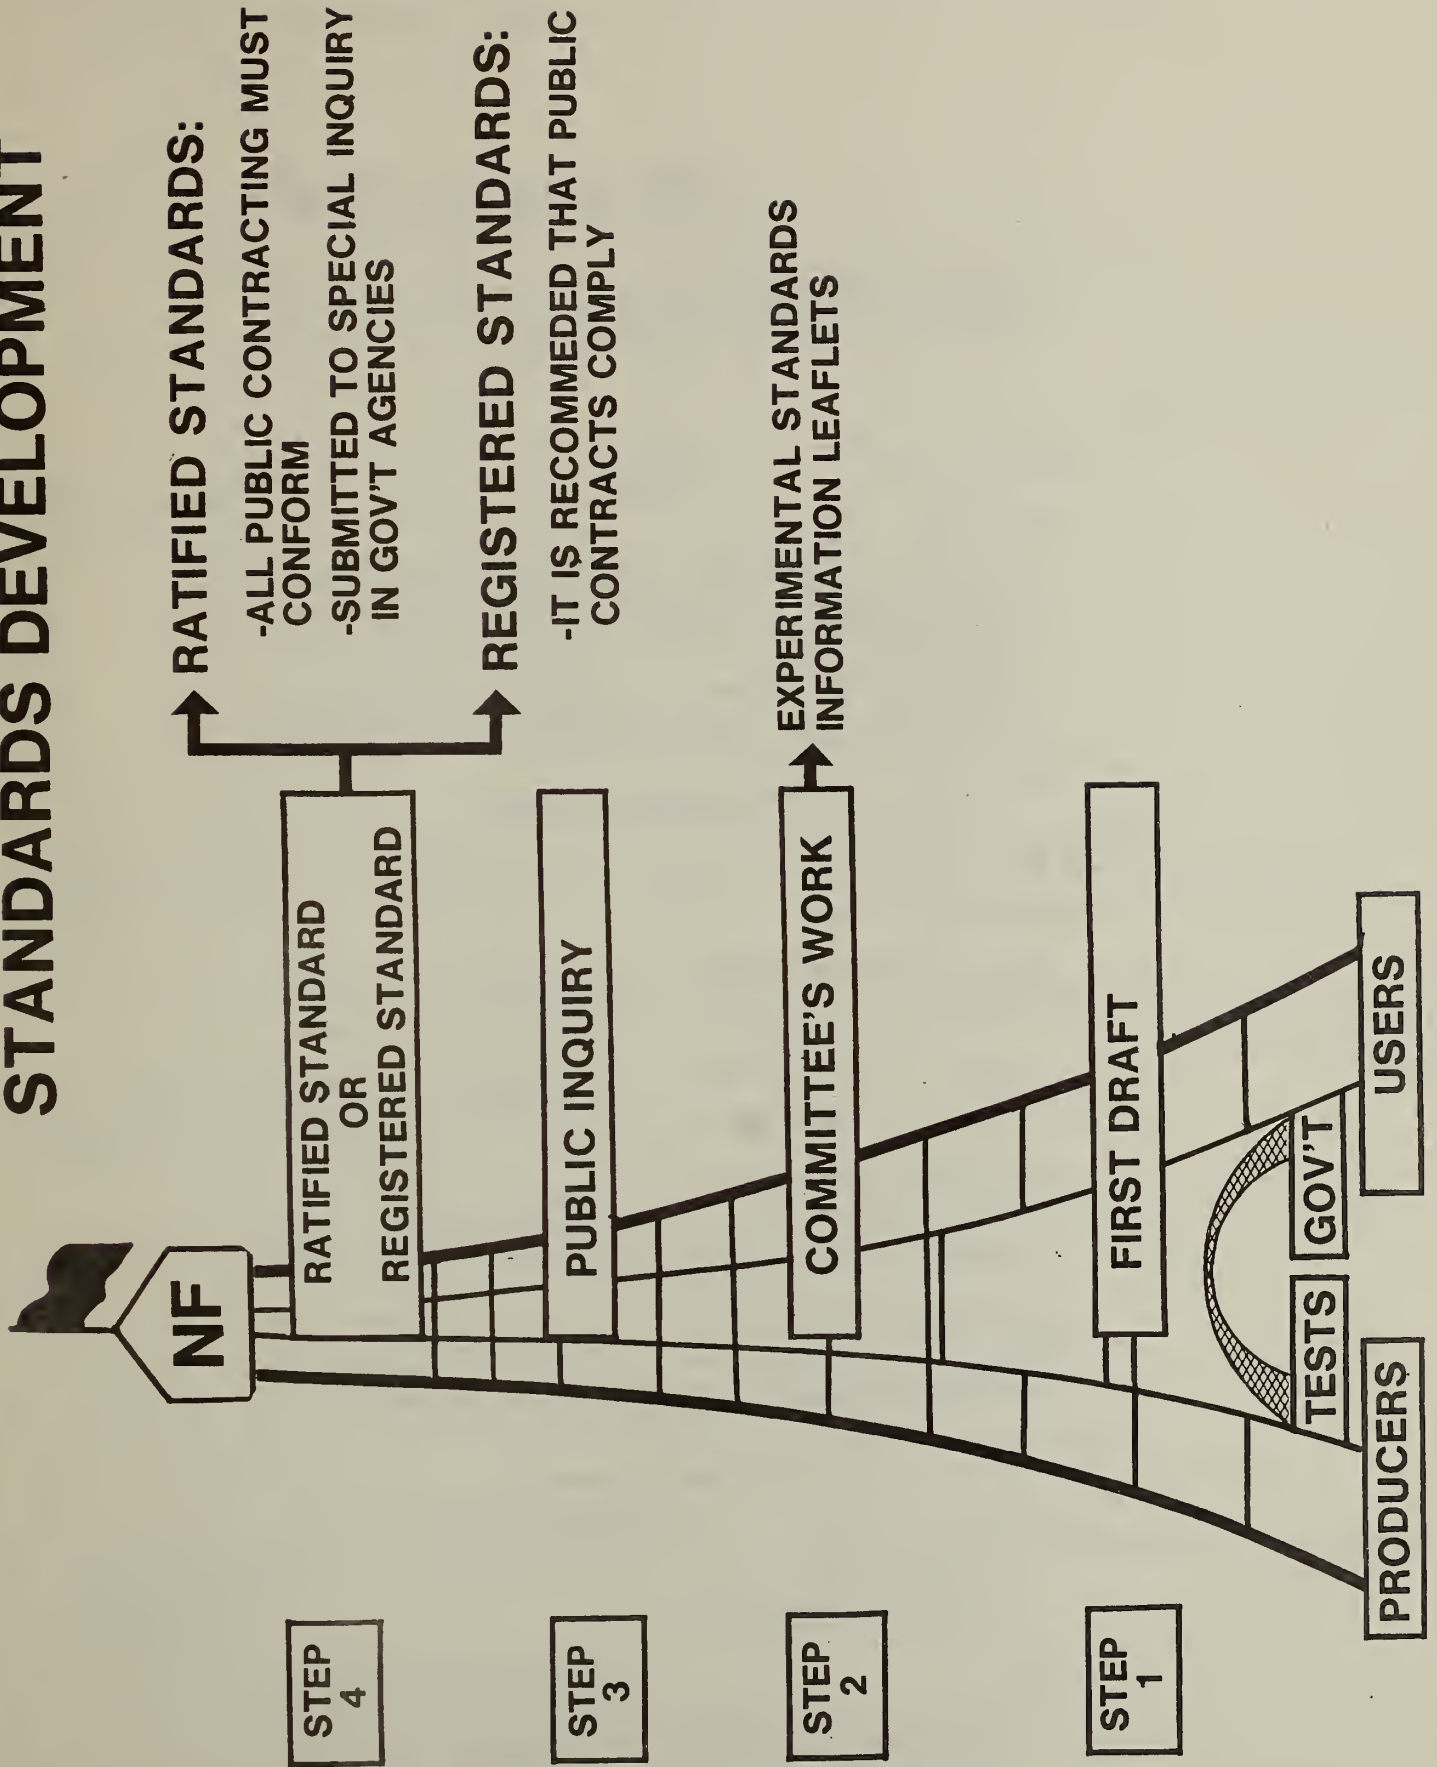 STANDARDS DEVELOPMENT
NF
STEP
4
RATIFIED STANDARD
OR
REGISTERED STANDARD
RATIFIED STANDARDS:
-ALL PUBLIC CONTRACTING MUST
CONFORM
-SUBMITTED TO SPECIAL INQUIRY
IN GOV'T AGENCIES
REGISTERED STANDARDS:
-IT IS RECOMMEDED THAT PUBLIC
CONTRACTS COMPLY
STEP
3
PUBLIC INQUIRY
STEP
2
COMMITTEE'S WORK
EXPERIMENTAL STANDARDS
INFORMATION LEAFLETS
STEP
1
FIRST DRAFT
TESTS
GOV'T
PRODUCERS
USERS